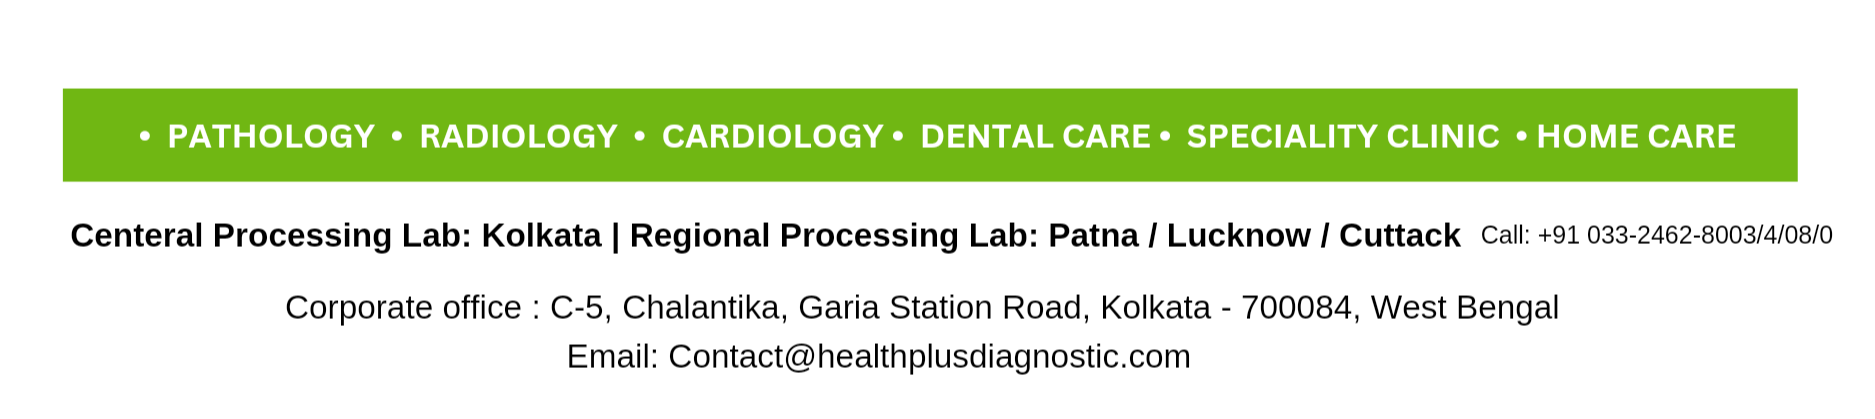 • PATHOLOGY • RADIOLOGY • CARDIOLOGY • DENTAL CARE • SPECIALITY CLINIC • HOME CARE
Centeral Processing Lab: Kolkata | Regional Processing Lab: Patna / Lucknow / Cuttack Call: +91 033-2462-8003/4/08/0
Corporate office : C-5, Chalantika, Garia Station Road, Kolkata - 700084, West Bengal
Email: Contact@healthplusdiagnostic.com